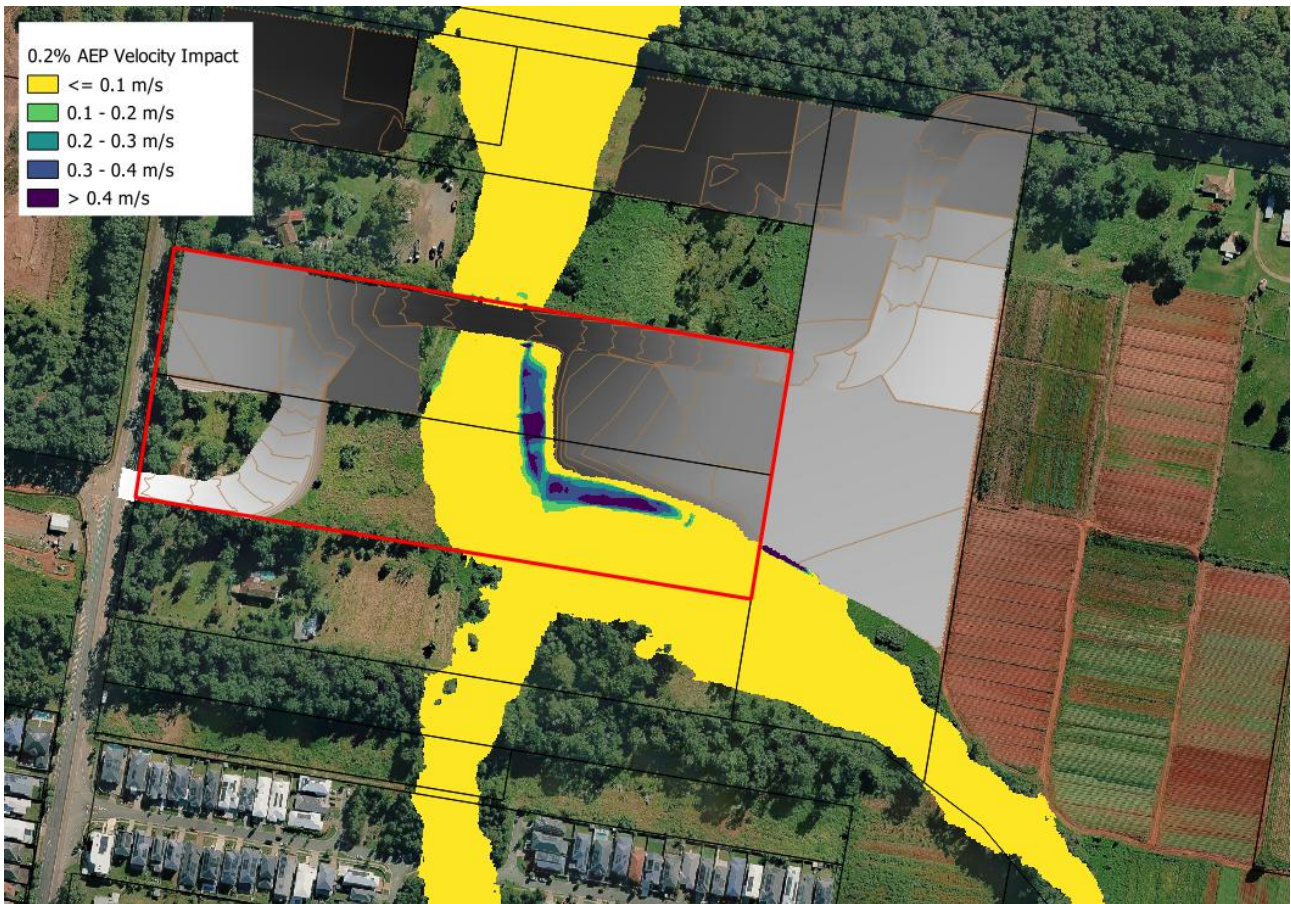 0.2% AEP Velocity Impact
<= 0.1 m/s
0.1 - 0.2 m/s
0.2 - 0.3 m/s
0.3 - 0.4 m/s
> 0.4 m/s